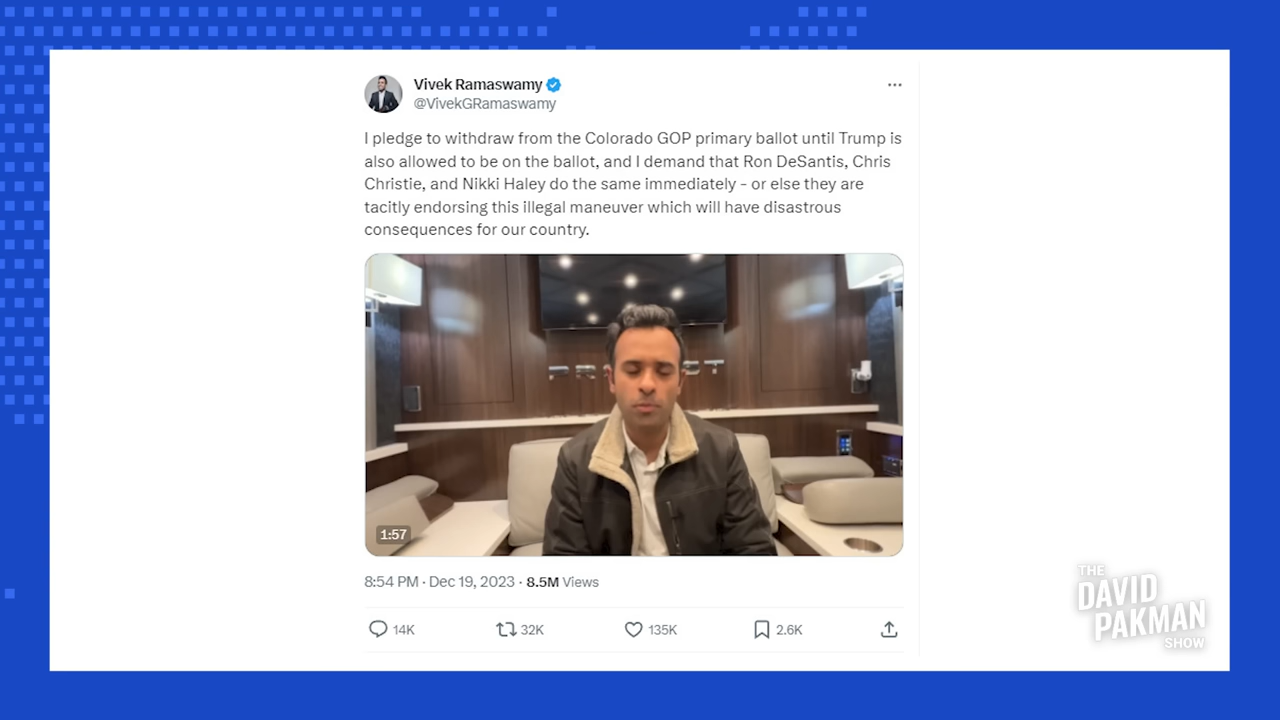 Vivek Ramaswamy
@VivekGRamaswamy
I pledge to withdraw from the Colorado GOP primary ballot until Trump is
also allowed to be on the ballot, and I demand that Ron DeSantis, Chris
Christie, and Nikki Haley do the same immediately - or else they are
tacitly endorsing this illegal maneuver which will have disastrous
consequences for our country.
1:57
8:54 PM · Dec 19, 2023 · 8.5M Views
14K 32K 135K 2.6K
THE
DAVID
PAKMAN
SHOW